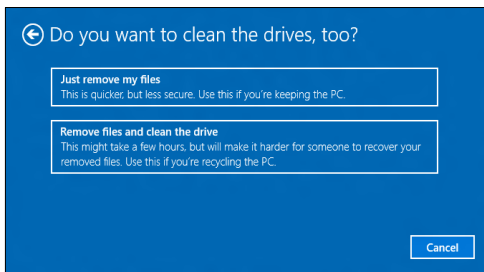 Do you want to clean the drives, too?
Just remove my files
This is quicker, but less secure. Use this if you're keeping the PC.
Remove files and clean the drive
This might take a few hours, but will make it harder for someone to recover your
removed files. Use this if you're recycling the PC.
Cancel